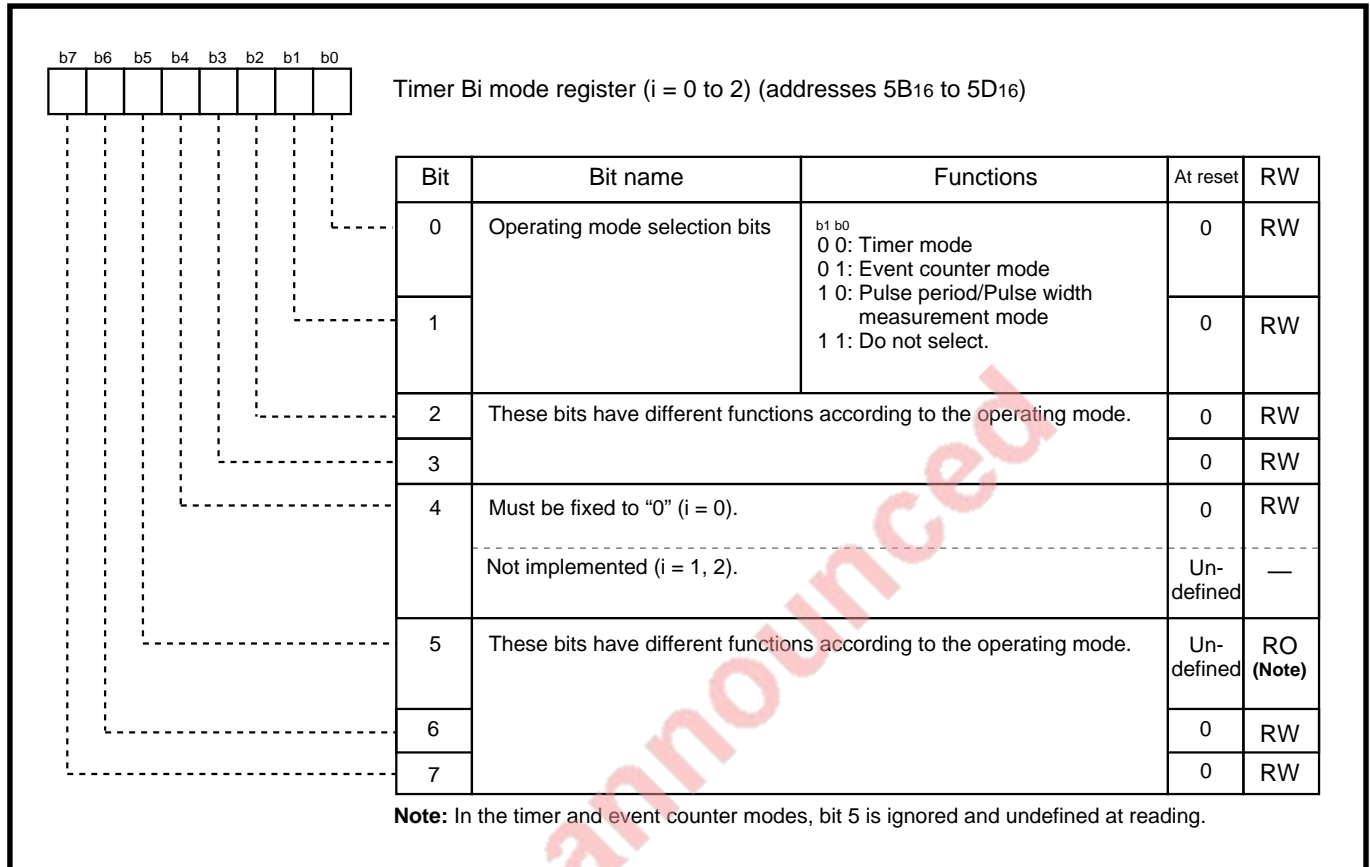 b7 b6 b5 b4 b3 b2 b1 b0
Timer Bi mode register (i = 0 to 2) (addresses 5B16 to 5D16)
Bit Bit name Functions At reset RW
0 Operating mode selection bits b1 b0 0 RW
0 0: Timer mode
0 1: Event counter mode
1 0: Pulse period/Pulse width
measurement mode
1 1: Do not select.
1 0 RW
2 These bits have different functions according to the operating mode. 0 RW
3 0 RW
4 Must be fixed to “0” (i = 0). 0 RW
Not implemented (i = 1, 2). Un-
defined —
5 These bits have different functions according to the operating mode. Un-
defined RO
(Note)
6 0 RW
7 0 RW
Note: In the timer and event counter modes, bit 5 is ignored and undefined at reading.
announced